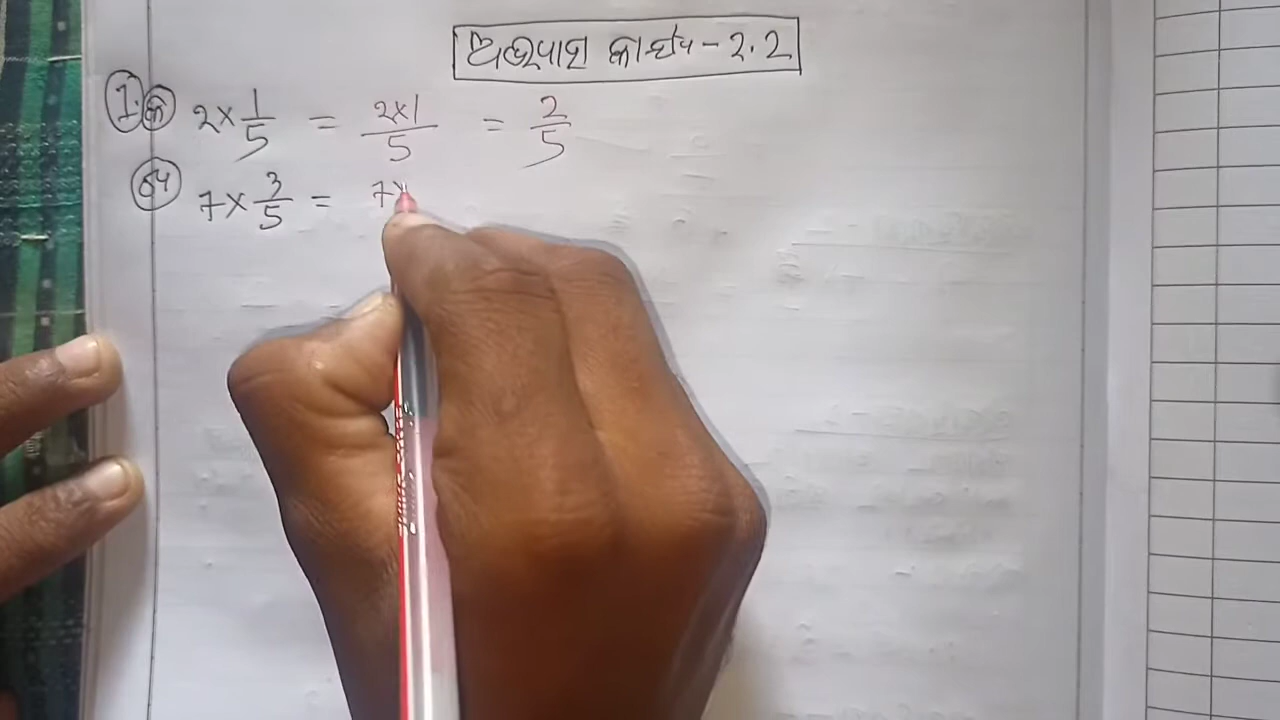 ଅଭ୍ୟାସ କାର୍ଯ୍ୟ - 2.2
1. କ 2 × 1/5 = 2×1/5 = 2/5
ଖ 7 × 3/5 = 7×